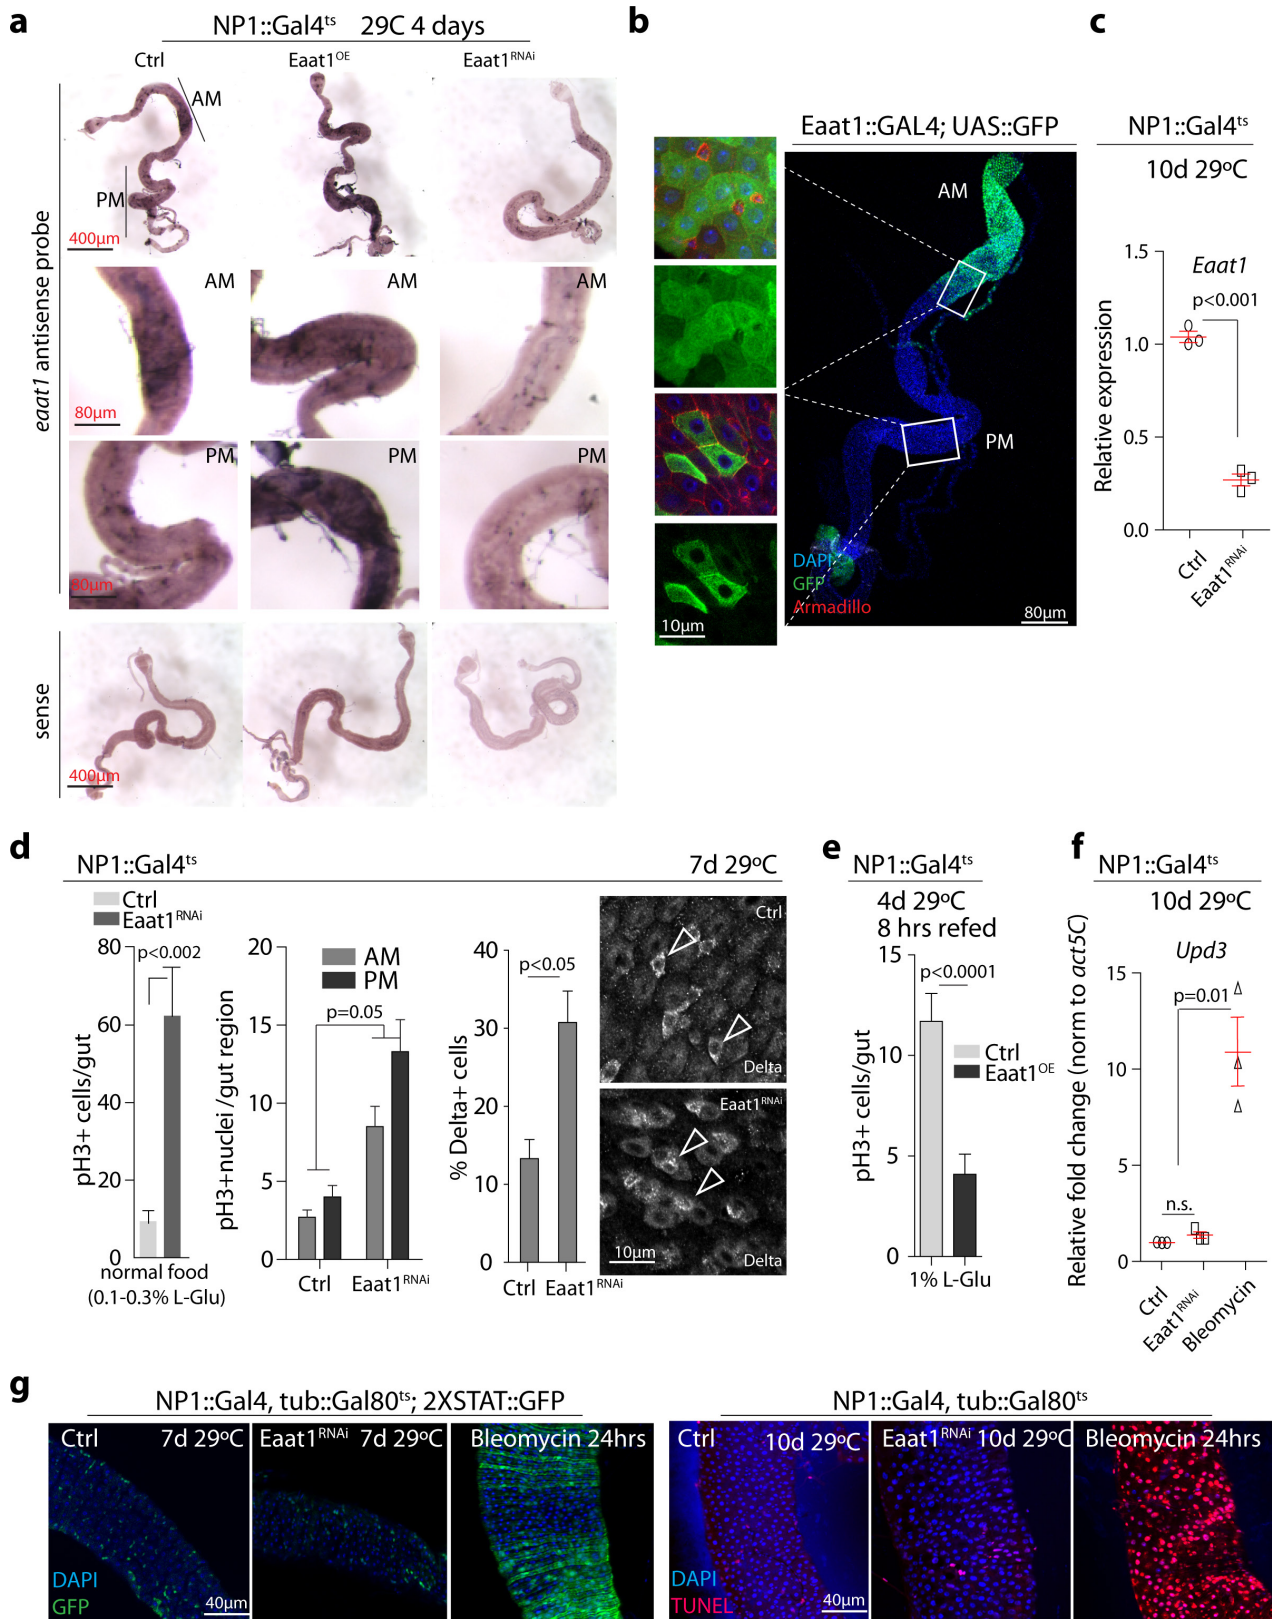 a
NP1::Gal4ts 29C 4 days
Ctrl
Eaat1OE
Eaat1RNAi
eaat1 antisense probe
AM
PM
400µm
AM
AM
AM
80µm
PM
PM
PM
80µm
sense
400µm
b
Eaat1::GAL4; UAS::GFP
AM
PM
DAPI
GFP
Armadillo
10µm
80µm
c
NP1::Gal4ts
10d 29ºC
Relative expression
1.5
1.0
0.5
0.0
Eaat1
p<0.001
Ctrl
Eaat1RNAi
d
NP1::Gal4ts
7d 29ºC
Ctrl
Eaat1RNAi
pH3+ cells/gut
80
60
40
20
0
p<0.002
normal food
(0.1-0.3% L-Glu)
pH3+nuclei /gut region
20
15
10
5
0
AM
PM
p=0.05
Ctrl
Eaat1RNAi
% Delta+ cells
40
30
20
10
0
p<0.05
Ctrl
Eaat1RNAi
Ctrl
Delta
Eaat1RNAi
10µm
Delta
e
NP1::Gal4ts
4d 29ºC
8 hrs refed
pH3+ cells/gut
15
10
5
0
p<0.0001
Ctrl
Eaat1OE
1% L-Glu
f
NP1::Gal4ts
10d 29ºC
Upd3
Relative fold change (norm to act5C)
15
10
5
0
p=0.01
n.s.
Ctrl
Eaat1RNAi
Bleomycin
g
NP1::Gal4, tub::Gal80ts; 2XSTAT::GFP
Ctrl 7d 29ºC
Eaat1RNAi 7d 29ºC
Bleomycin 24hrs
DAPI
GFP
40µm
NP1::Gal4, tub::Gal80ts
Ctrl 10d 29ºC
Eaat1RNAi 10d 29ºC
Bleomycin 24hrs
DAPI
TUNEL
40µm